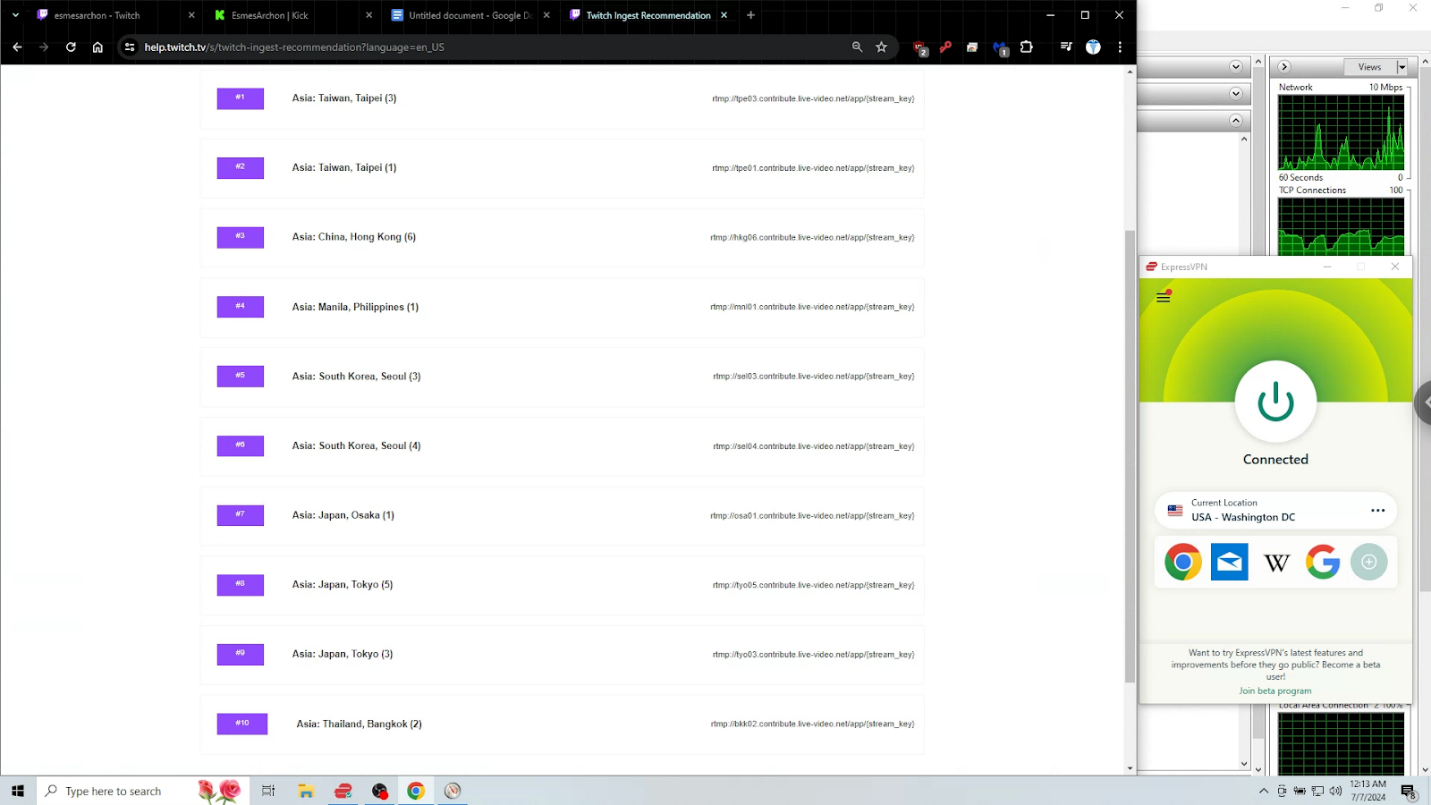 esmesarchon - Twitch
EsmesArchon | Kick
Untitled document - Google D
Twitch Ingest Recommendation
help.twitch.tv/s/twitch-ingest-recommendation?language=en_US
2
1
#1
Asia: Taiwan, Taipei (3)
rtmp://tpe03.contribute.live-video.net/app/{stream_key}
#2
Asia: Taiwan, Taipei (1)
rtmp://tpe01.contribute.live-video.net/app/{stream_key}
#3
Asia: China, Hong Kong (6)
rtmp://hkg06.contribute.live-video.net/app/{stream_key}
#4
Asia: Manila, Philippines (1)
rtmp://mnl01.contribute.live-video.net/app/{stream_key}
#5
Asia: South Korea, Seoul (3)
rtmp://sel03.contribute.live-video.net/app/{stream_key}
#6
Asia: South Korea, Seoul (4)
rtmp://sel04.contribute.live-video.net/app/{stream_key}
#7
Asia: Japan, Osaka (1)
rtmp://osa01.contribute.live-video.net/app/{stream_key}
#8
Asia: Japan, Tokyo (5)
rtmp://tyo05.contribute.live-video.net/app/{stream_key}
#9
Asia: Japan, Tokyo (3)
rtmp://tyo03.contribute.live-video.net/app/{stream_key}
#10
Asia: Thailand, Bangkok (2)
rtmp://bkk02.contribute.live-video.net/app/{stream_key}
Views
Network 10 Mbps
60 Seconds 0
TCP Connections 100
ExpressVPN
Connected
Current Location
USA - Washington DC
W
G
Want to try ExpressVPN's latest features and
improvements before they go public? Become a beta
user!
Join beta program
Local Area Connection* 2 100%
Type here to search
12:13 AM
7/7/2024
8